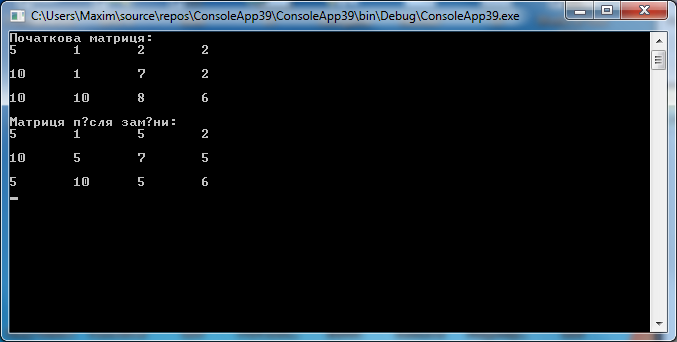 C:\Users\Maxim\source\repos\ConsoleApp39\ConsoleApp39\bin\Debug\ConsoleApp39.exe
Початкова матриця:
5 1 2 2
10 1 7 2
10 10 8 6
Матриця п?сля зам?ни:
5 1 5 2
10 5 7 5
5 10 5 6